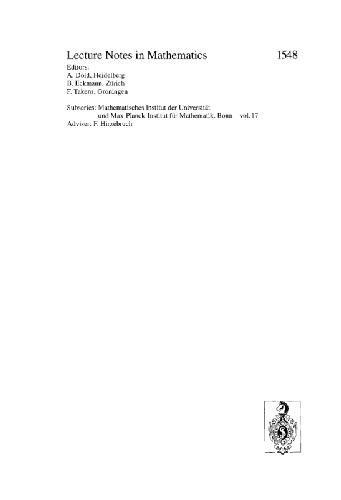 Lecture Notes in Mathematics 1548
Editors:
A. Dold, Heidelberg
B. Eckmann, Zürich
F. Takens, Groningen
Subseries: Mathematisches Institut der Universität
und Max-Planck-Institut für Mathematik, Bonn - vol. 17
Adviser: F. Hirzebruch